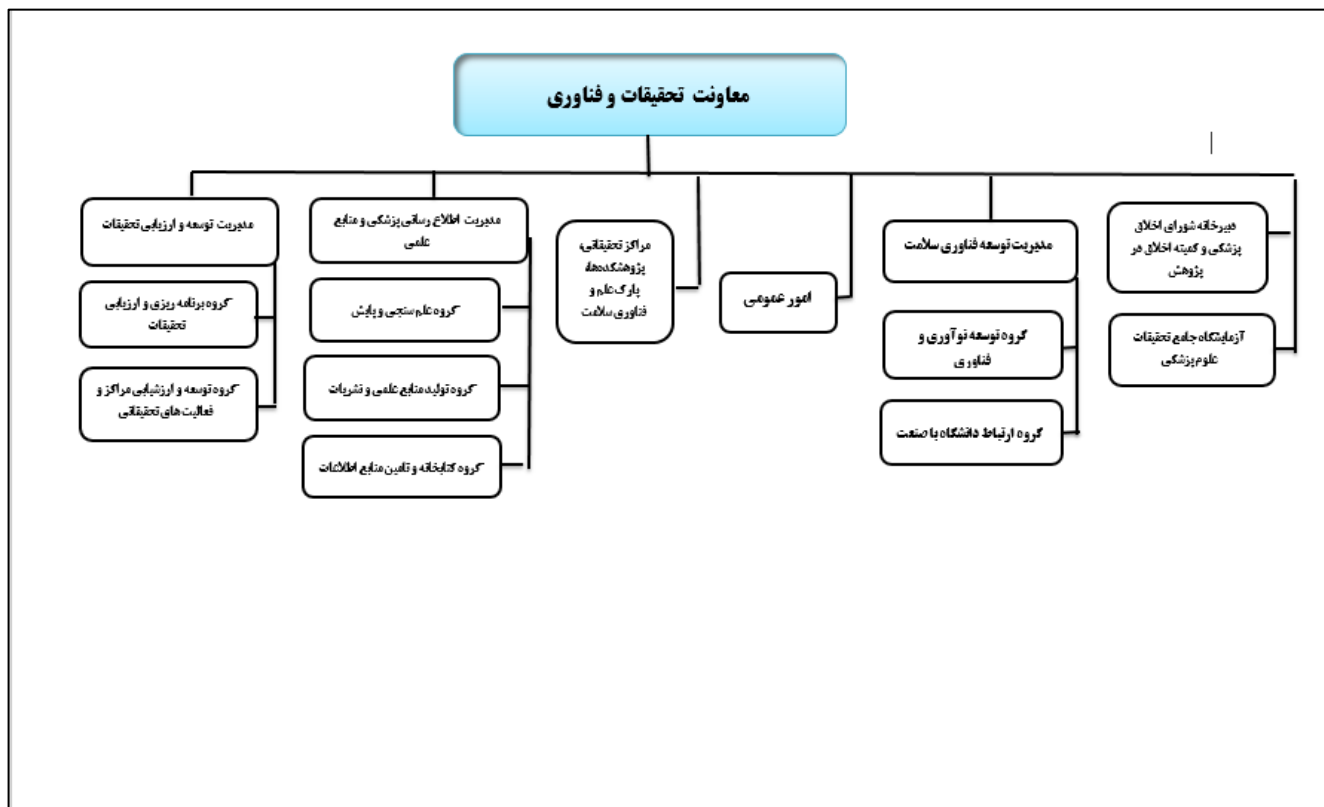 معاونت تحقیقات و فناوری
دبیرخانه شورای اخلاق
پزشکی و کمیته اخلاق در
پژوهش
آزمایشگاه جامع تحقیقات
علوم پزشکی
مدیریت توسعه فناوری سلامت
گروه توسعه نوآوری و
فناوری
گروه ارتباط دانشگاه با صنعت
امور عمومی
مراکز تحقیقاتی،
پژوهشکده‌ها،
پارک علم و
فناوری سلامت
مدیریت اطلاع رسانی پزشکی و منابع
علمی
گروه علم سنجی و پایش
گروه تولید منابع علمی و نشریات
گروه کتابخانه و تامین منابع اطلاعات
مدیریت توسعه و ارزیابی تحقیقات
گروه برنامه ریزی و ارزیابی
تحقیقات
گروه توسعه و ارزشیابی مراکز و
فعالیت های تحقیقاتی